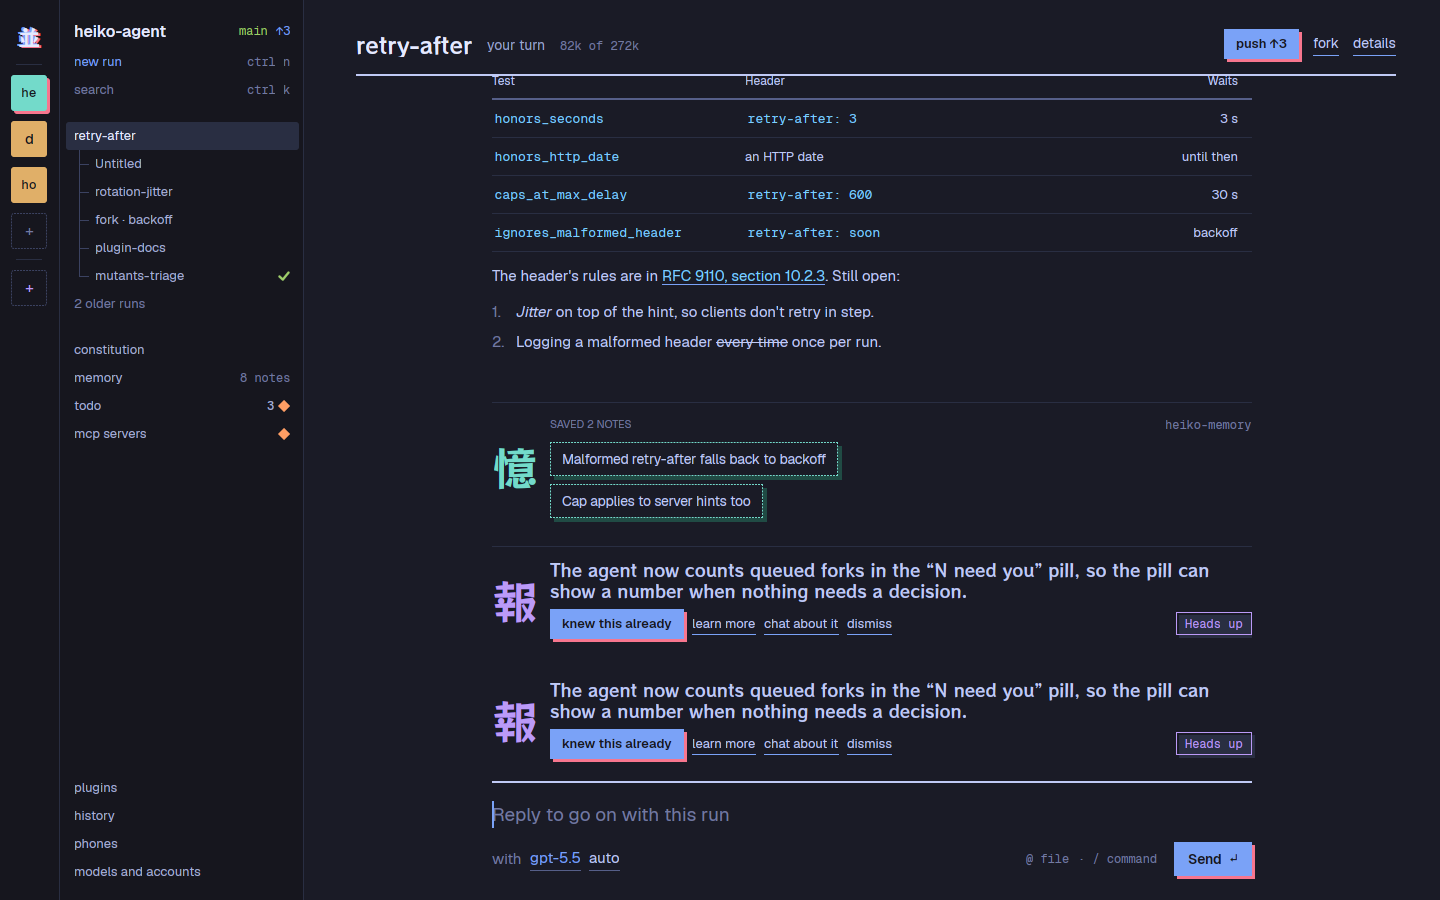 並
he
d
ho
+
+
heiko-agent
main ↑3
new run
ctrl n
search
ctrl k
retry-after
Untitled
rotation-jitter
fork · backoff
plugin-docs
mutants-triage
2 older runs
constitution
memory
8 notes
todo
3
mcp servers
plugins
history
phones
models and accounts
retry-after
your turn
82k of 272k
push ↑3
fork
details
Test
Header
Waits
honors_seconds
retry-after: 3
3 s
honors_http_date
an HTTP date
until then
caps_at_max_delay
retry-after: 600
30 s
ignores_malformed_header
retry-after: soon
backoff
The header's rules are in RFC 9110, section 10.2.3. Still open:
1. Jitter on top of the hint, so clients don't retry in step.
2. Logging a malformed header every time once per run.
憶
SAVED 2 NOTES
heiko-memory
Malformed retry-after falls back to backoff
Cap applies to server hints too
報
The agent now counts queued forks in the “N need you” pill, so the pill can
show a number when nothing needs a decision.
knew this already
learn more
chat about it
dismiss
Heads up
報
The agent now counts queued forks in the “N need you” pill, so the pill can
show a number when nothing needs a decision.
knew this already
learn more
chat about it
dismiss
Heads up
Reply to go on with this run
with gpt-5.5 auto
@ file · / command
Send ↵